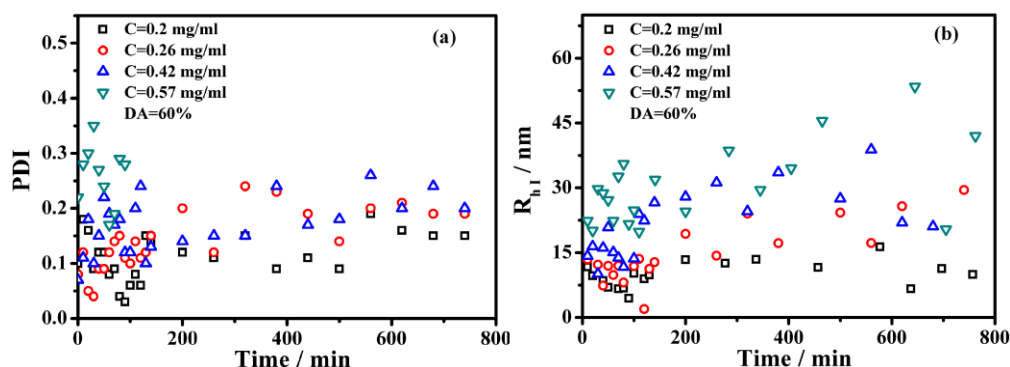 (a)
C=0.2 mg/ml
C=0.26 mg/ml
C=0.42 mg/ml
C=0.57 mg/ml
DA=60%
PDI
0.5
0.4
0.3
0.2
0.1
0.0
0 200 400 600 800
Time / min
(b)
C=0.2 mg/ml
C=0.26 mg/ml
C=0.42 mg/ml
C=0.57 mg/ml
DA=60%
Rh I / nm
60
45
30
15
0
0 200 400 600 800
Time / min